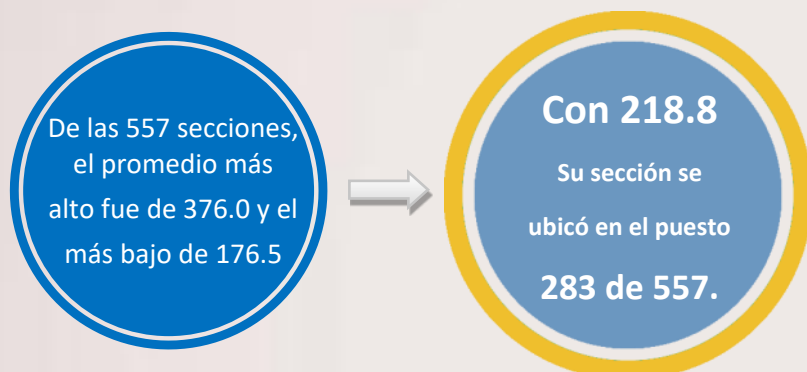 De las 557 secciones,
el promedio más
alto fue de 376.0 y el
más bajo de 176.5
Con 218.8
Su sección se
ubicó en el puesto
283 de 557.